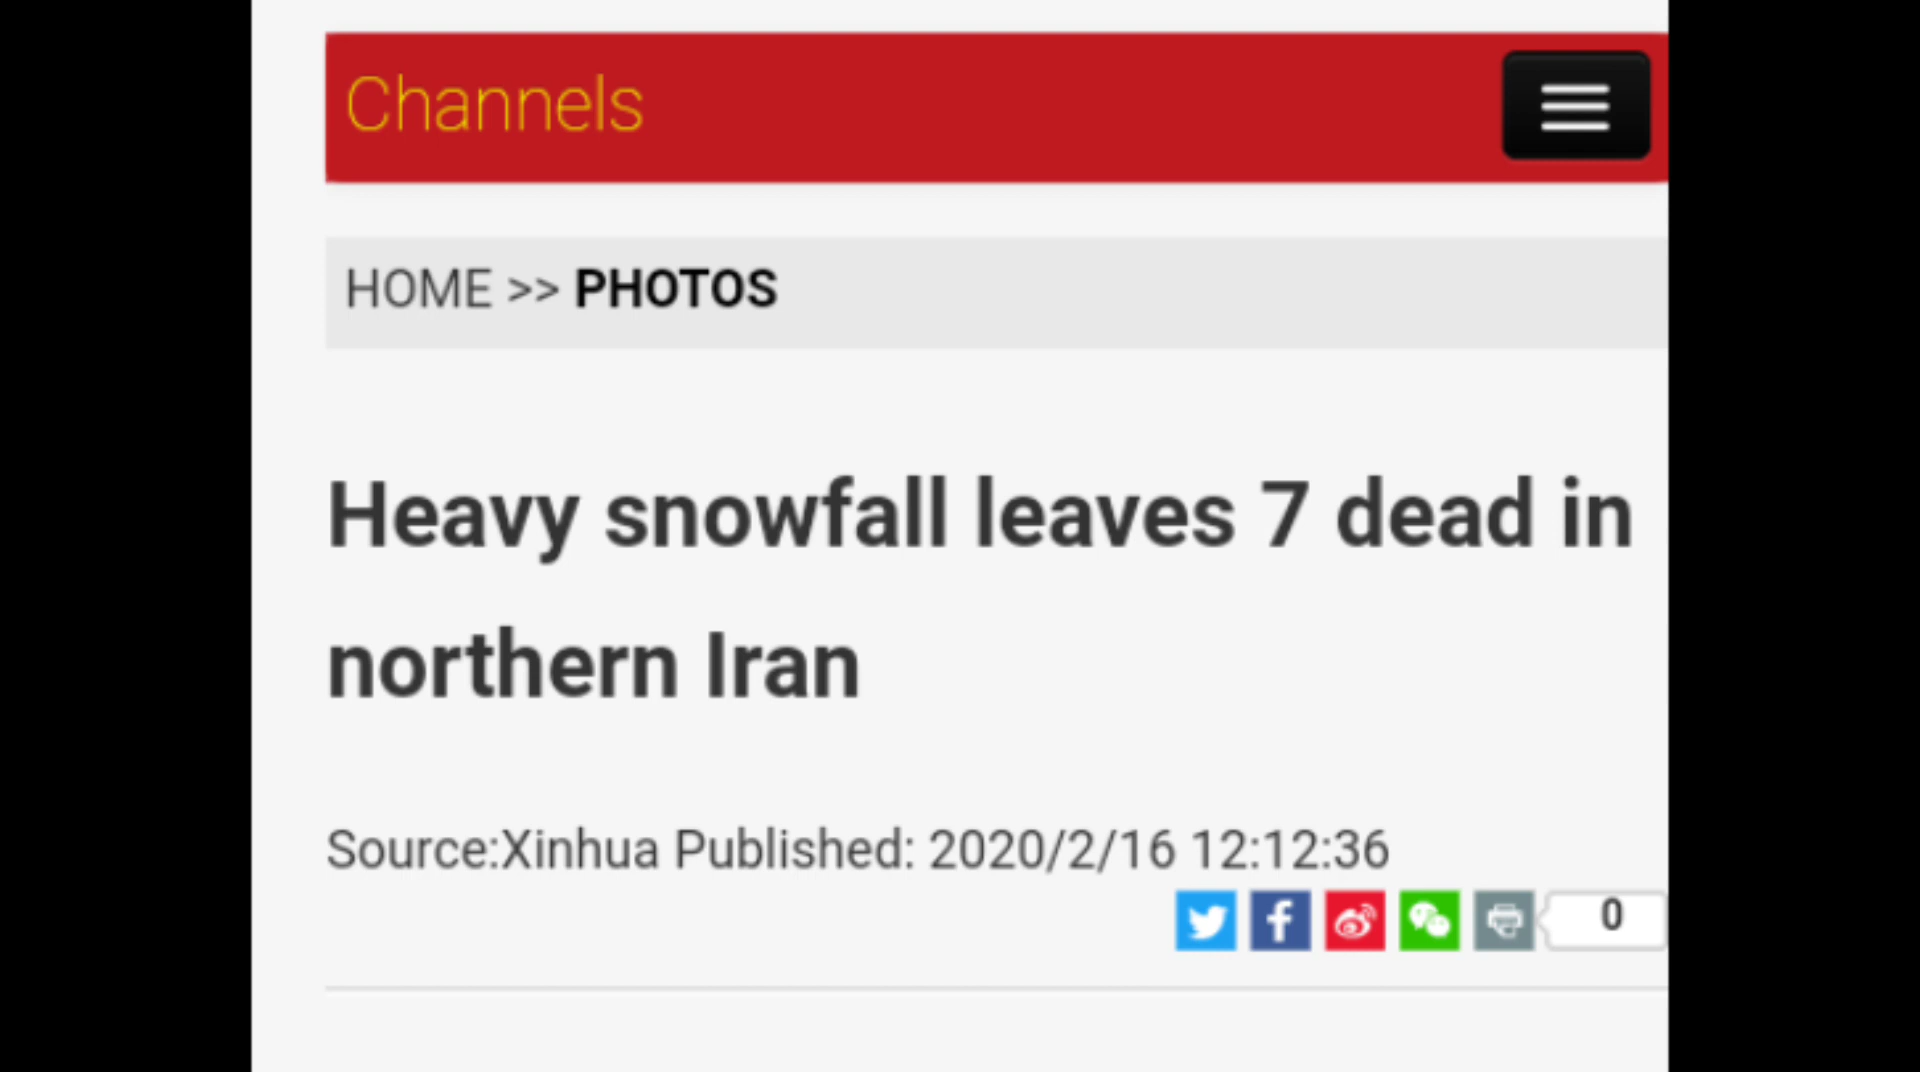 Channels
HOME >> PHOTOS
Heavy snowfall leaves 7 dead in
northern Iran
Source:Xinhua Published: 2020/2/16 12:12:36
0